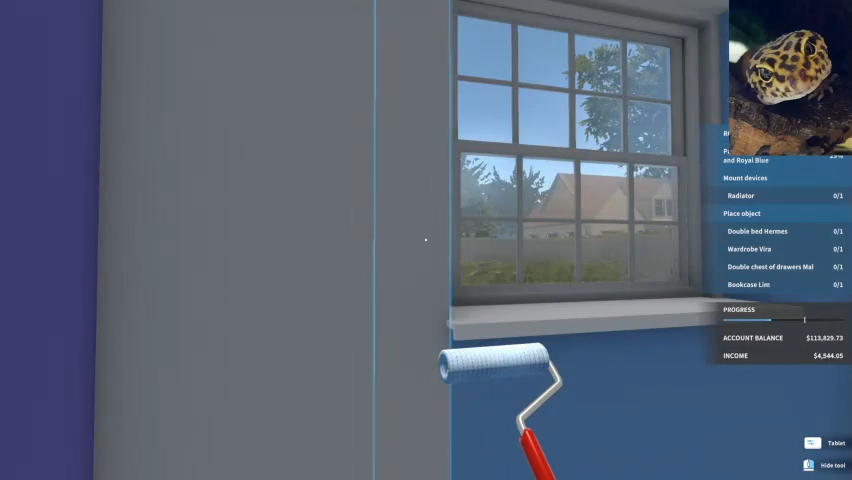 and Royal Blue
Mount devices
Radiator 0/1
Place object
Double bed Hermes 0/1
Wardrobe Vira 0/1
Double chest of drawers Mal 0/1
Bookcase Lim 0/1
PROGRESS
ACCOUNT BALANCE $113,829.73
INCOME $4,544.05
Tablet
Hide tool